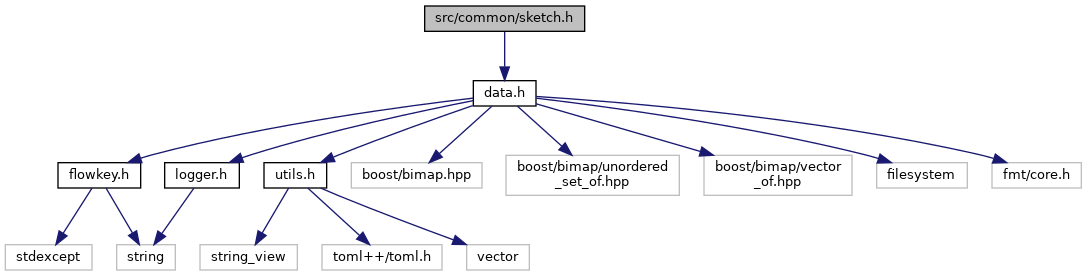 src/common/sketch.h
data.h
flowkey.h
logger.h
utils.h
boost/bimap.hpp
boost/bimap/unordered
_set_of.hpp
boost/bimap/vector
_of.hpp
filesystem
fmt/core.h
stdexcept
string
string_view
toml++/toml.h
vector